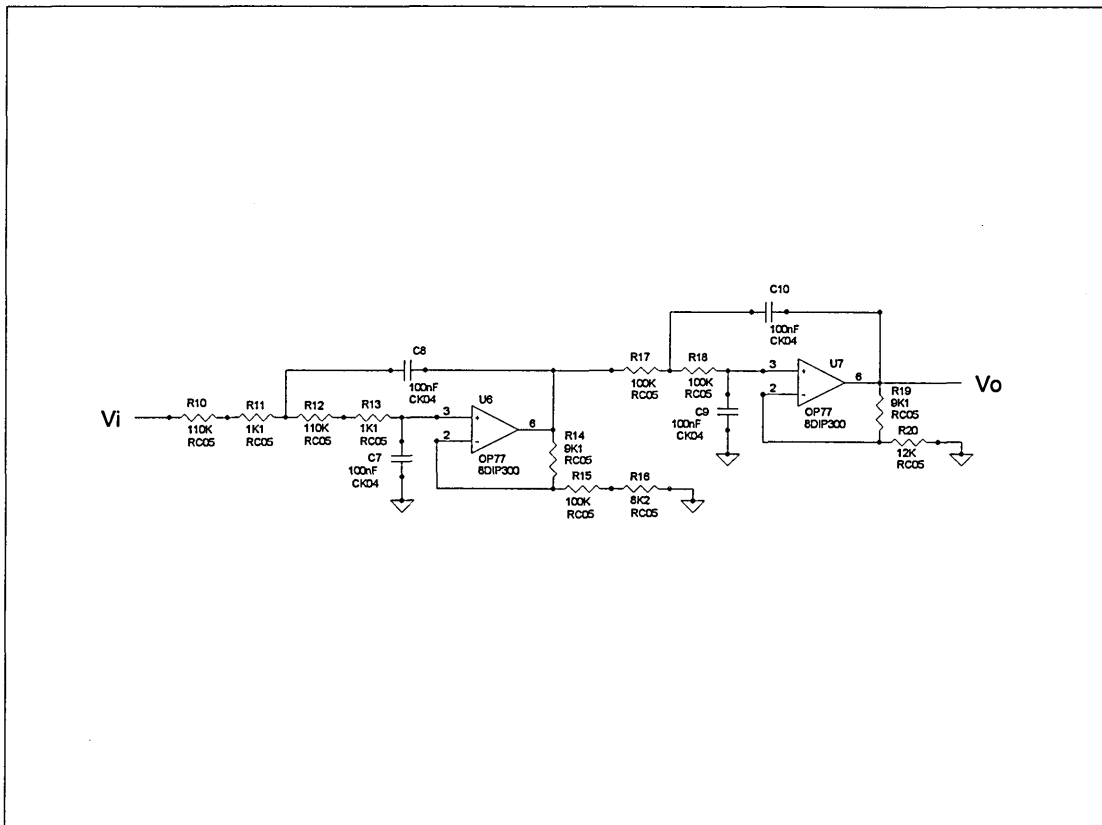 C10
100nF
CK04
C8
100nF
CK04
R17
100K
RC05
R18
100K
RC05
3
2
6
U7
OP77
8DIP300
Vo
C9
100nF
CK04
R19
9K1
RC05
R20
12K
RC05
Vi
R10
110K
RC05
R11
1K1
RC05
R12
110K
RC05
R13
1K1
RC05
3
2
6
U6
OP77
8DIP300
C7
100nF
CK04
R14
9K1
RC05
R15
100K
RC05
R16
8K2
RC05